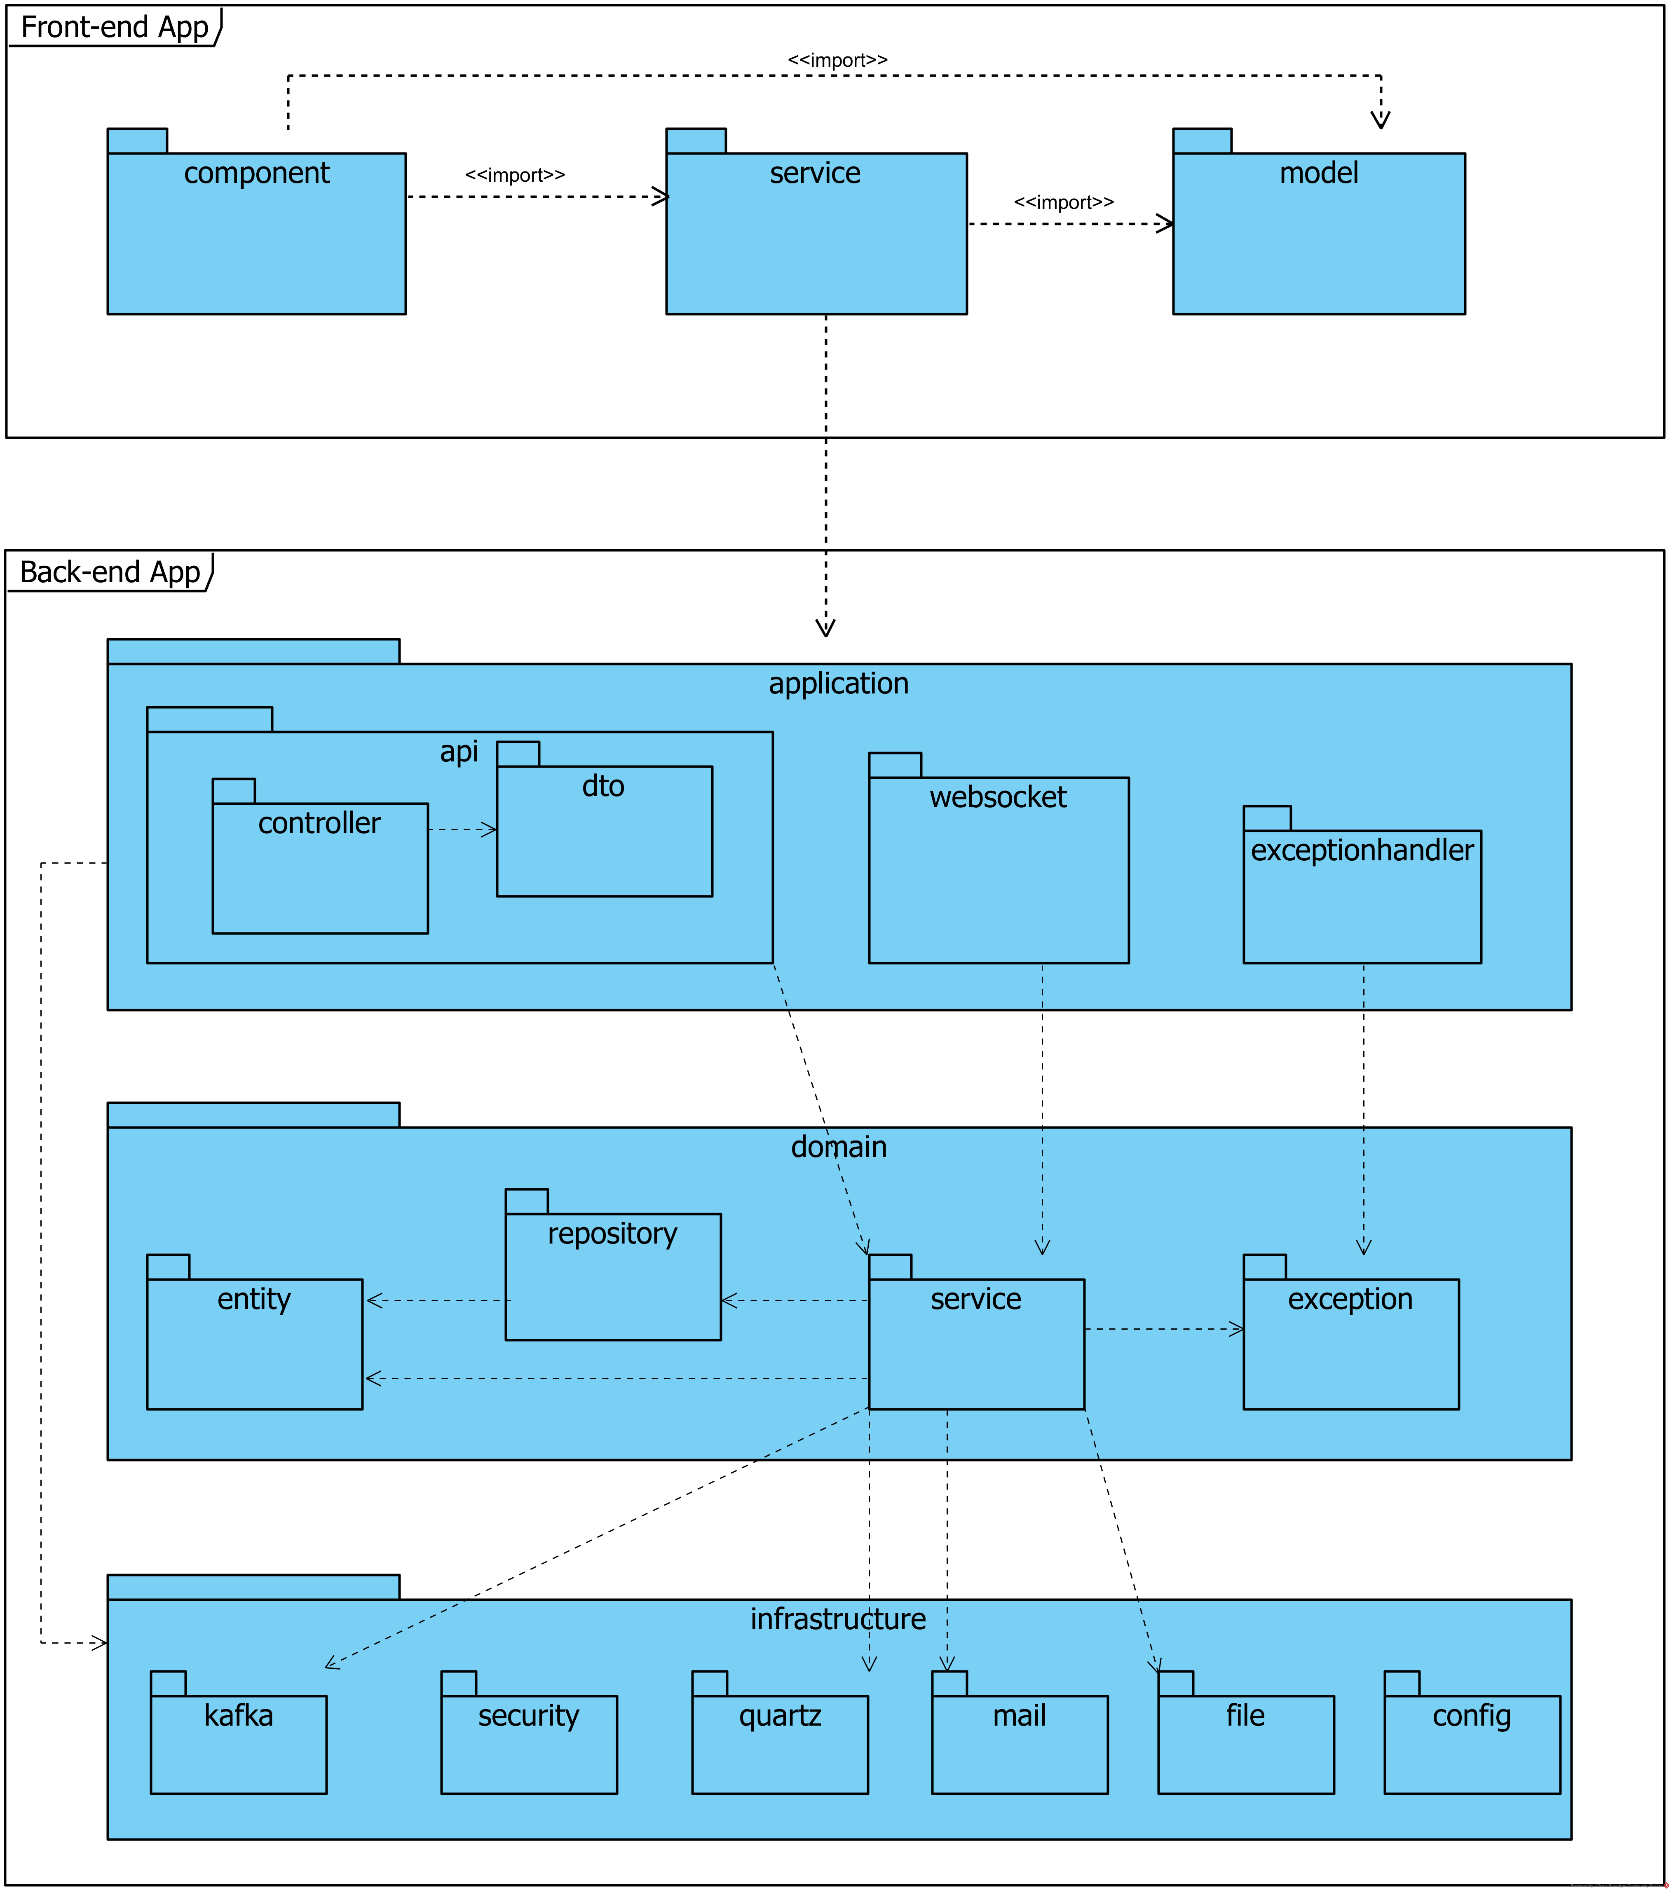 Front-end App
<<import>>
component
<<import>>
service
<<import>>
model
Back-end App
application
api
controller
dto
websocket
exceptionhandler
domain
entity
repository
service
exception
infrastructure
kafka
security
quartz
mail
file
config